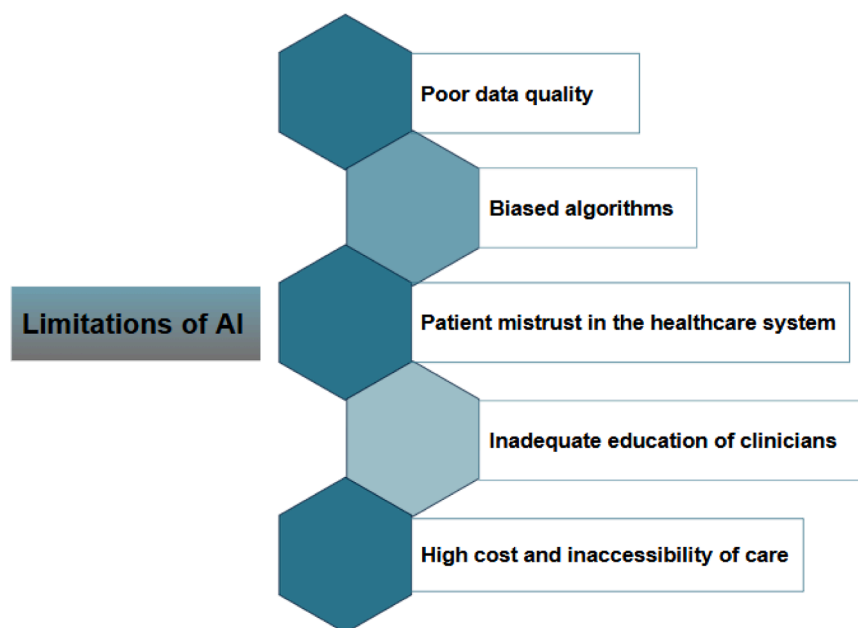 Poor data quality
Biased algorithms
Limitations of AI
Patient mistrust in the healthcare system
Inadequate education of clinicians
High cost and inaccessibility of care